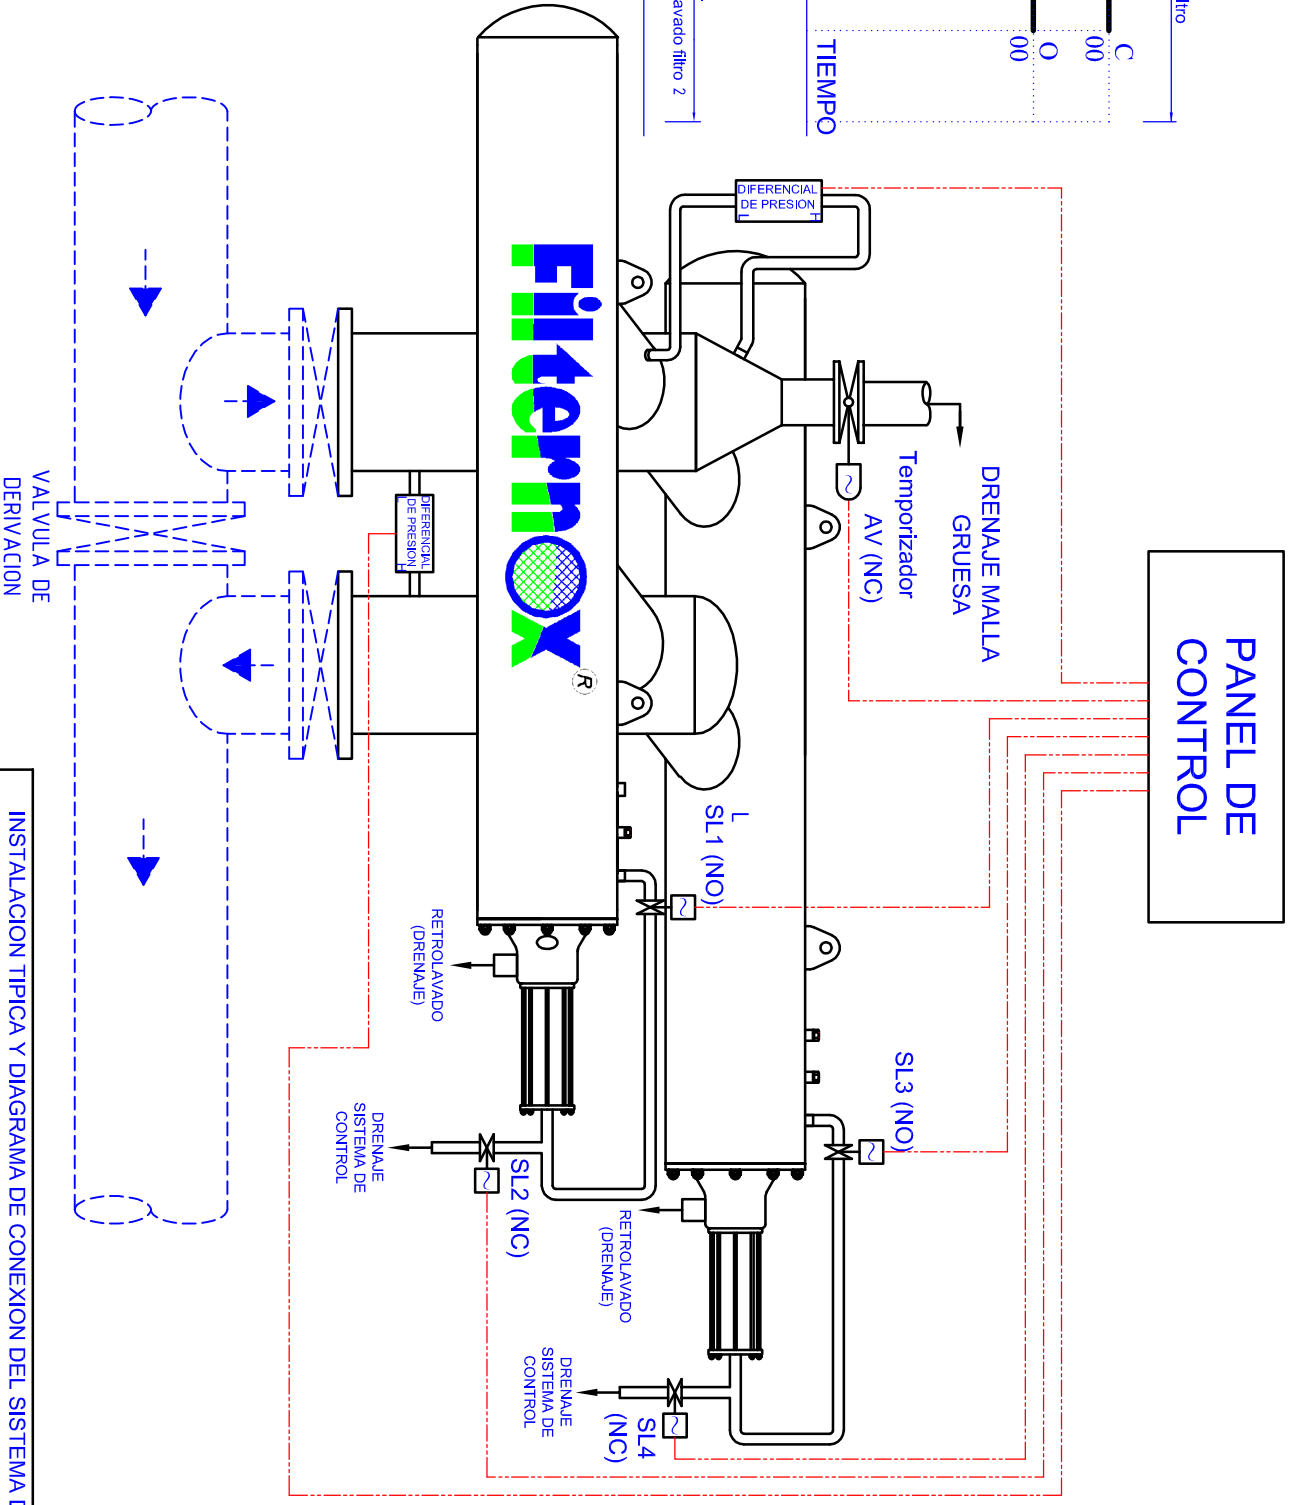 PANEL DE
CONTROL
DIFERENCIAL
DE PRESION
L H
DRENAJE MALLA
GRUESA
Temporizador
AV (NC)
Filternox®
DIFERENCIAL
DE PRESION
L H
VALVULA DE
DERIVACION
L
SL1 (NO)
SL3 (NO)
RETROLAVADO
(DRENAJE)
DRENAJE
SISTEMA DE
CONTROL
SL2 (NC)
RETROLAVADO
(DRENAJE)
DRENAJE
SISTEMA DE
CONTROL
SL4
(NC)
C
00
O
00
TIEMPO
avado filtro 2
ltro
INSTALACION TIPICA Y DIAGRAMA DE CONEXION DEL SISTEMA D